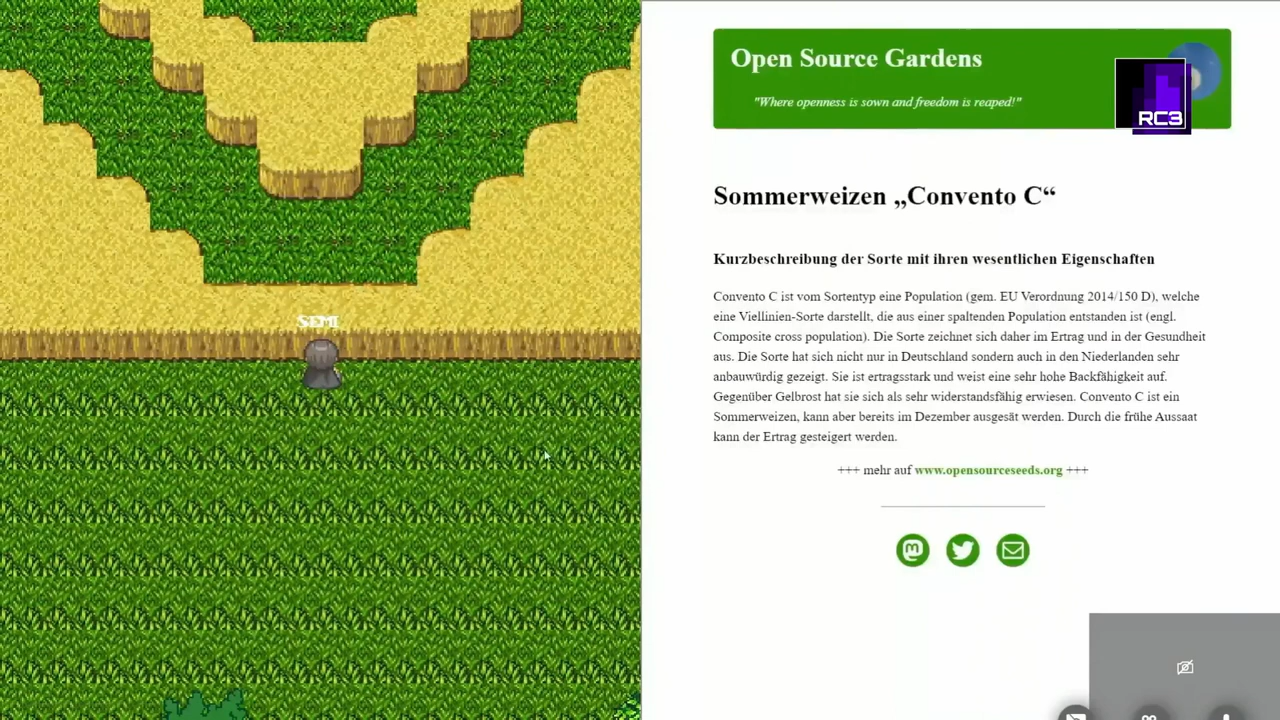 SEMI
Open Source Gardens
"Where openness is sown and freedom is reaped!"
RC3
Sommerweizen „Convento C“
Kurzbeschreibung der Sorte mit ihren wesentlichen Eigenschaften
Convento C ist vom Sortentyp eine Population (gem. EU Verordnung 2014/150 D), welche
eine Viellinien-Sorte darstellt, die aus einer spaltenden Population entstanden ist (engl.
Composite cross population). Die Sorte zeichnet sich daher im Ertrag und in der Gesundheit
aus. Die Sorte hat sich nicht nur in Deutschland sondern auch in den Niederlanden sehr
anbauwürdig gezeigt. Sie ist ertragsstark und weist eine sehr hohe Backfähigkeit auf.
Gegenüber Gelbrost hat sie sich als sehr widerstandsfähig erwiesen. Convento C ist ein
Sommerweizen, kann aber bereits im Dezember ausgesät werden. Durch die frühe Aussaat
kann der Ertrag gesteigert werden.
+++ mehr auf www.opensourceseeds.org +++